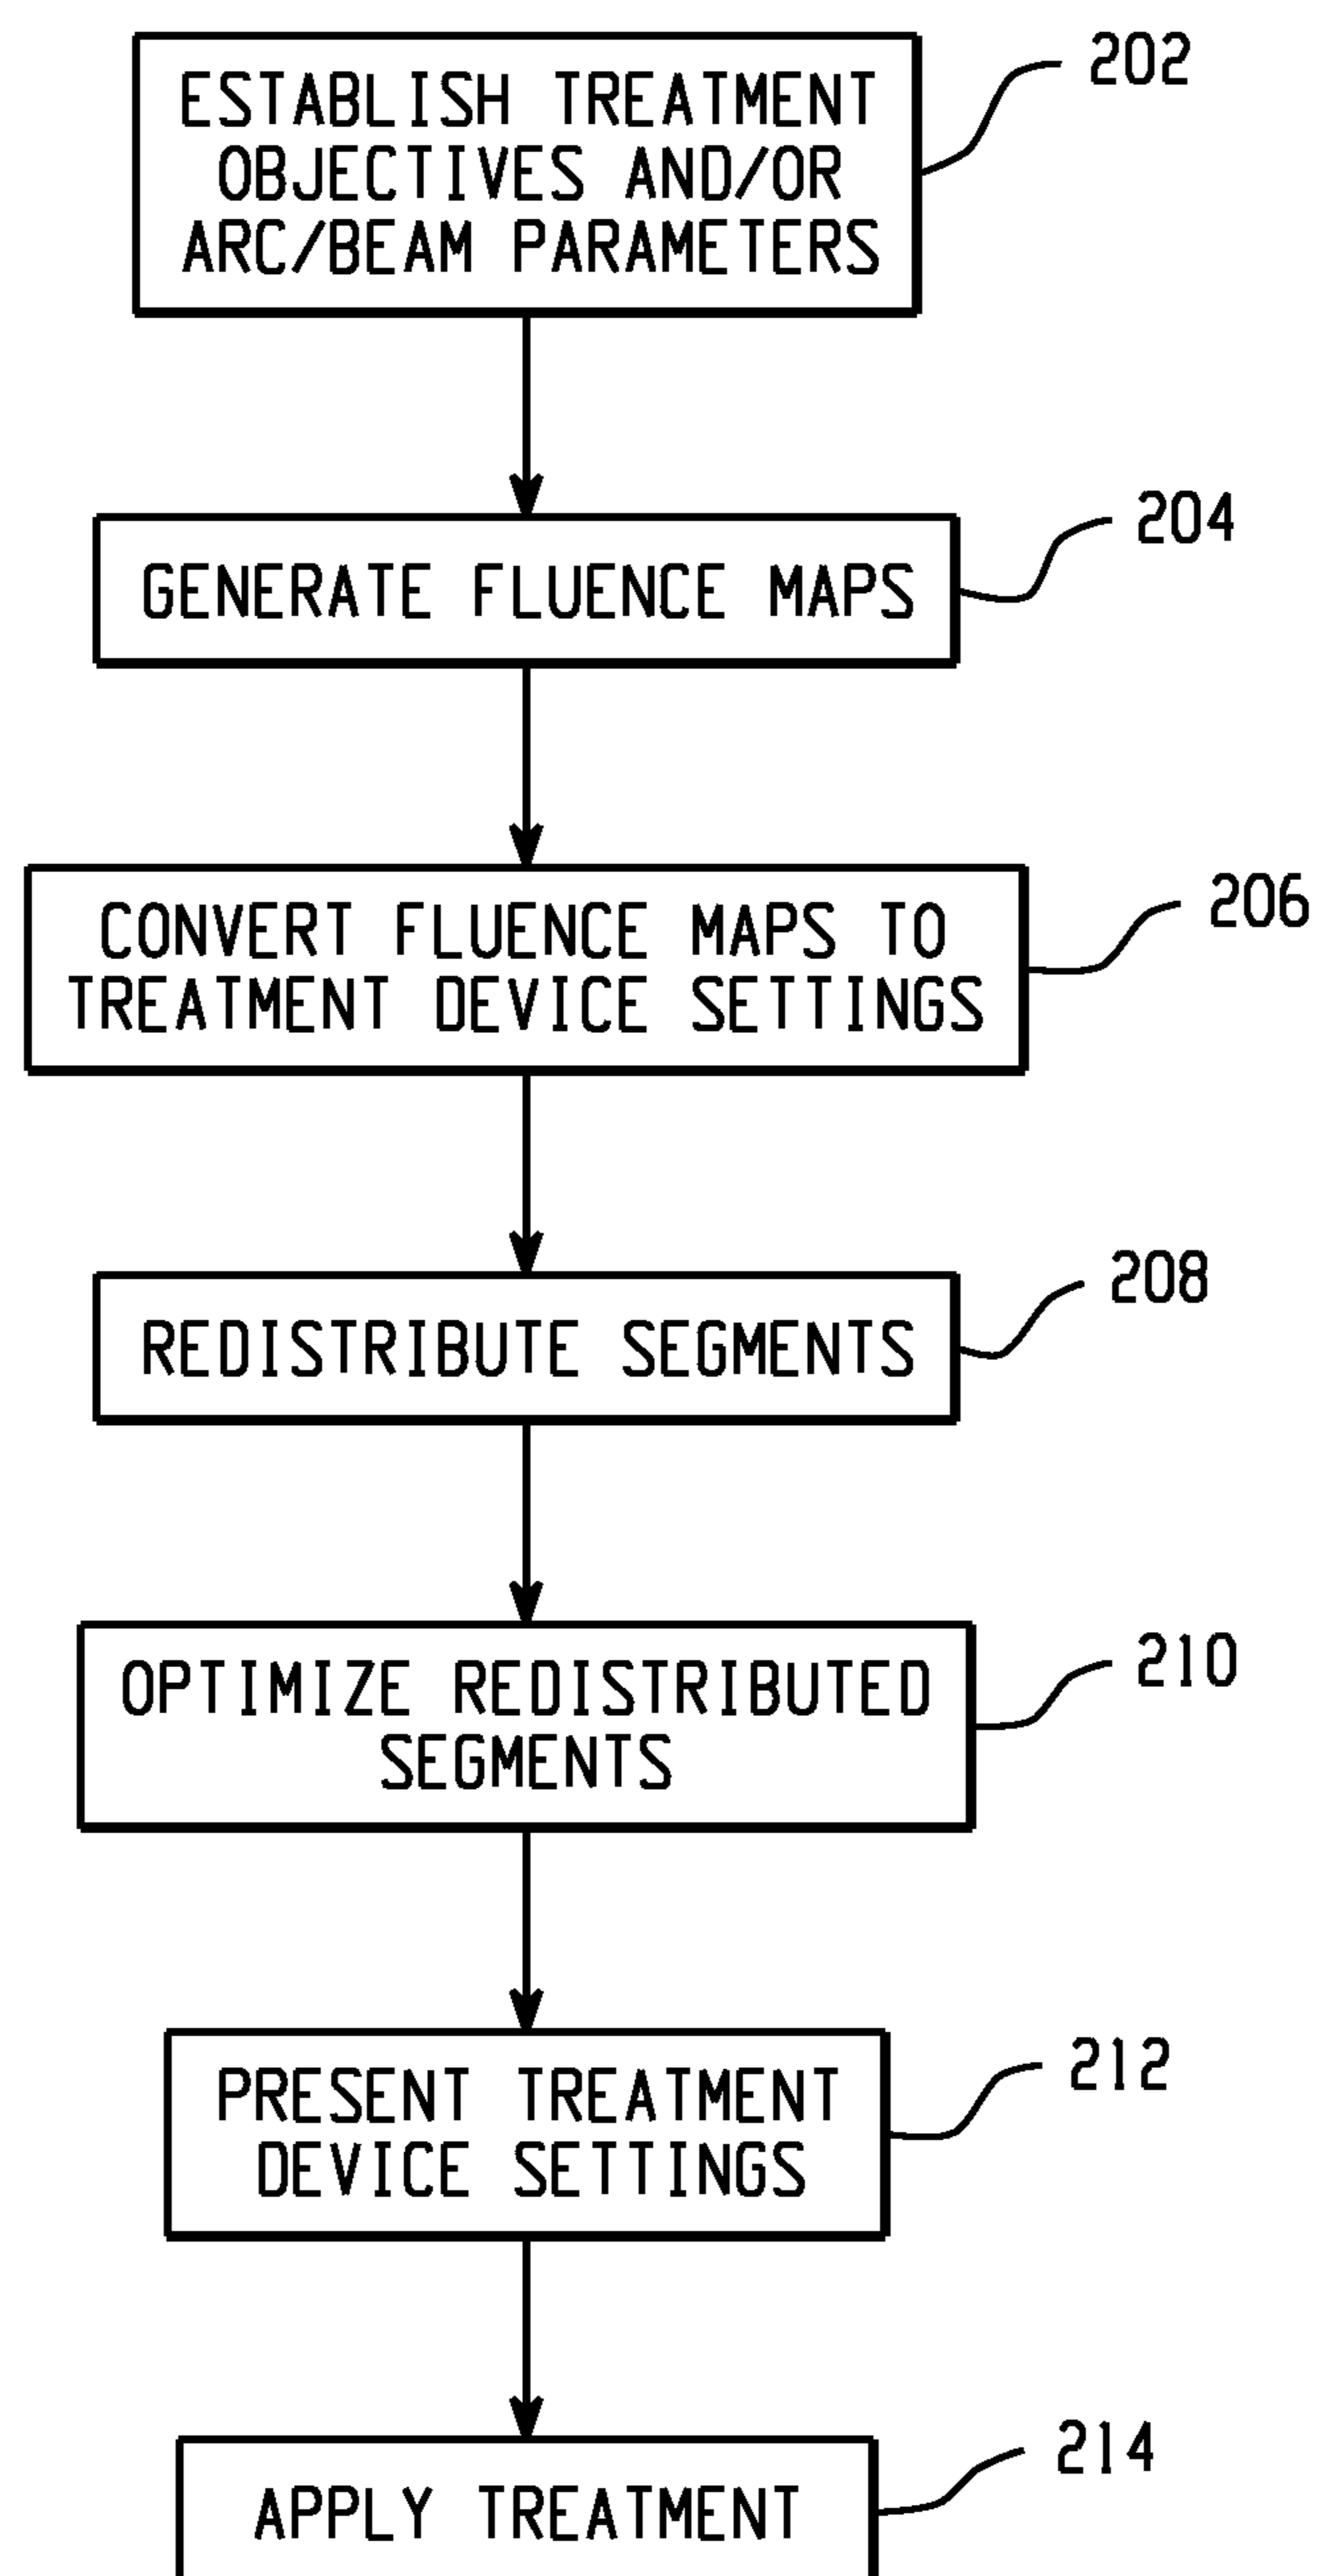 202
ESTABLISH TREATMENT
OBJECTIVES AND/OR
ARC/BEAM PARAMETERS
204
GENERATE FLUENCE MAPS
206
CONVERT FLUENCE MAPS TO
TREATMENT DEVICE SETTINGS
208
REDISTRIBUTE SEGMENTS
210
OPTIMIZE REDISTRIBUTED
SEGMENTS
212
PRESENT TREATMENT
DEVICE SETTINGS
214
APPLY TREATMENT